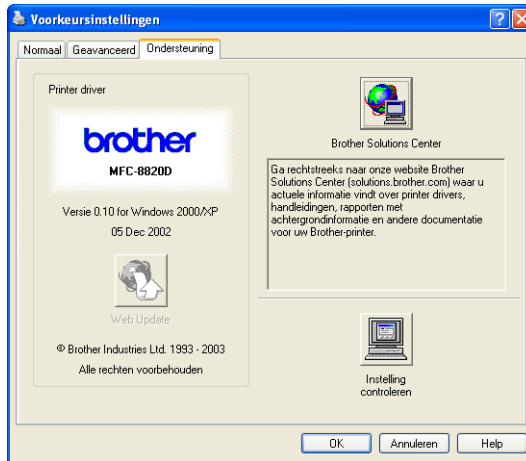 Voorkeursinstellingen
Normaal
Geavanceerd
Ondersteuning
Printer driver
brother
MFC-8820D
Versie 0.10 for Windows 2000/XP
05 Dec 2002
Web Update
© Brother Industries Ltd. 1993 - 2003
Alle rechten voorbehouden
Brother Solutions Center
Ga rechtstreeks naar onze website Brother
Solutions Center (solutions.brother.com) waar u
actuele informatie vindt over printer drivers,
handleidingen, rapporten met
achtergrondinformatie en andere documentatie
voor uw Brother-printer.
Instelling
controleren
OK
Annuleren
Help